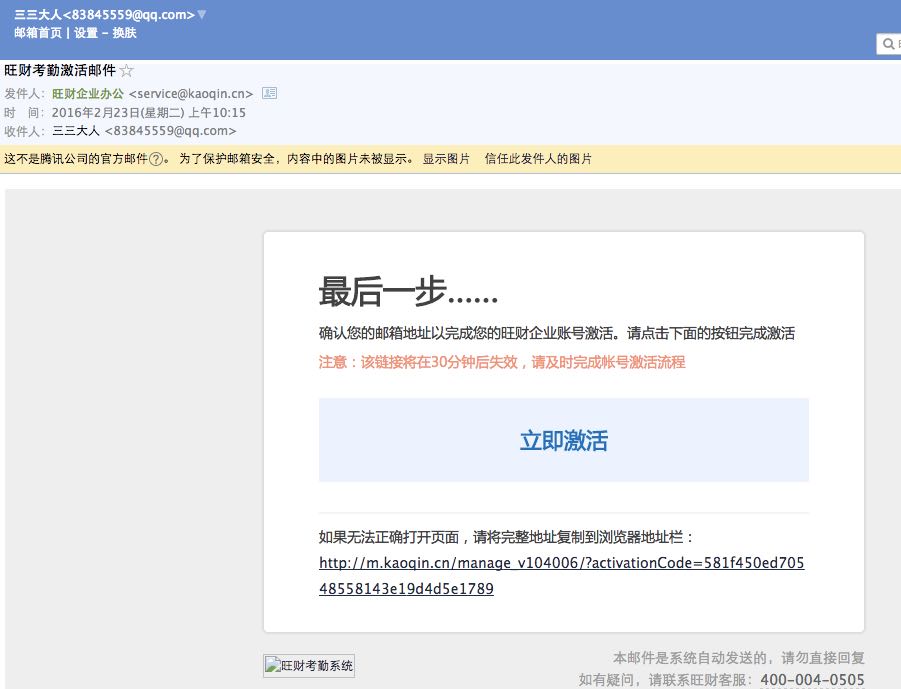 三三大人<83845559@qq.com>
邮箱首页 | 设置 - 换肤
旺财考勤激活邮件
发件人：旺财企业办公 <service@kaoqin.cn>
时　间：2016年2月23日(星期二) 上午10:15
收件人：三三大人 <83845559@qq.com>
这不是腾讯公司的官方邮件?。 为了保护邮箱安全，内容中的图片未被显示。 显示图片 信任此发件人的图片
最后一步......
确认您的邮箱地址以完成您的旺财企业账号激活。请点击下面的按钮完成激活
注意：该链接将在30分钟后失效，请及时完成帐号激活流程
立即激活
如果无法正确打开页面，请将完整地址复制到浏览器地址栏：
http://m.kaoqin.cn/manage_v104006/?activationCode=581f450ed705
48558143e19d4d5e1789
旺财考勤系统
本邮件是系统自动发送的，请勿直接回复
如有疑问，请联系旺财客服：400-004-0505